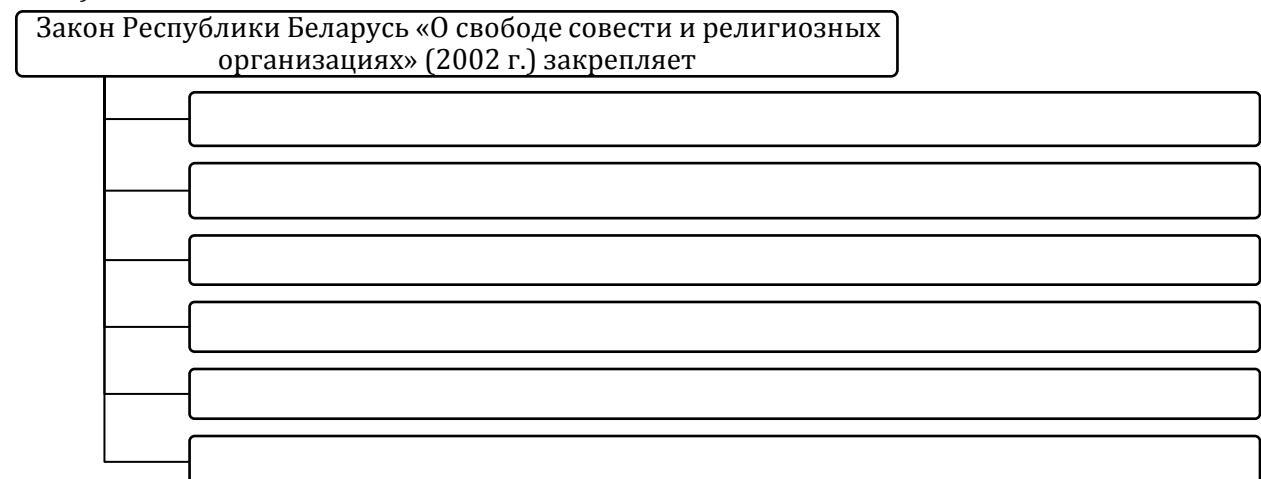 Закон Республики Беларусь «О свободе совести и религиозных
организациях» (2002 г.) закрепляет